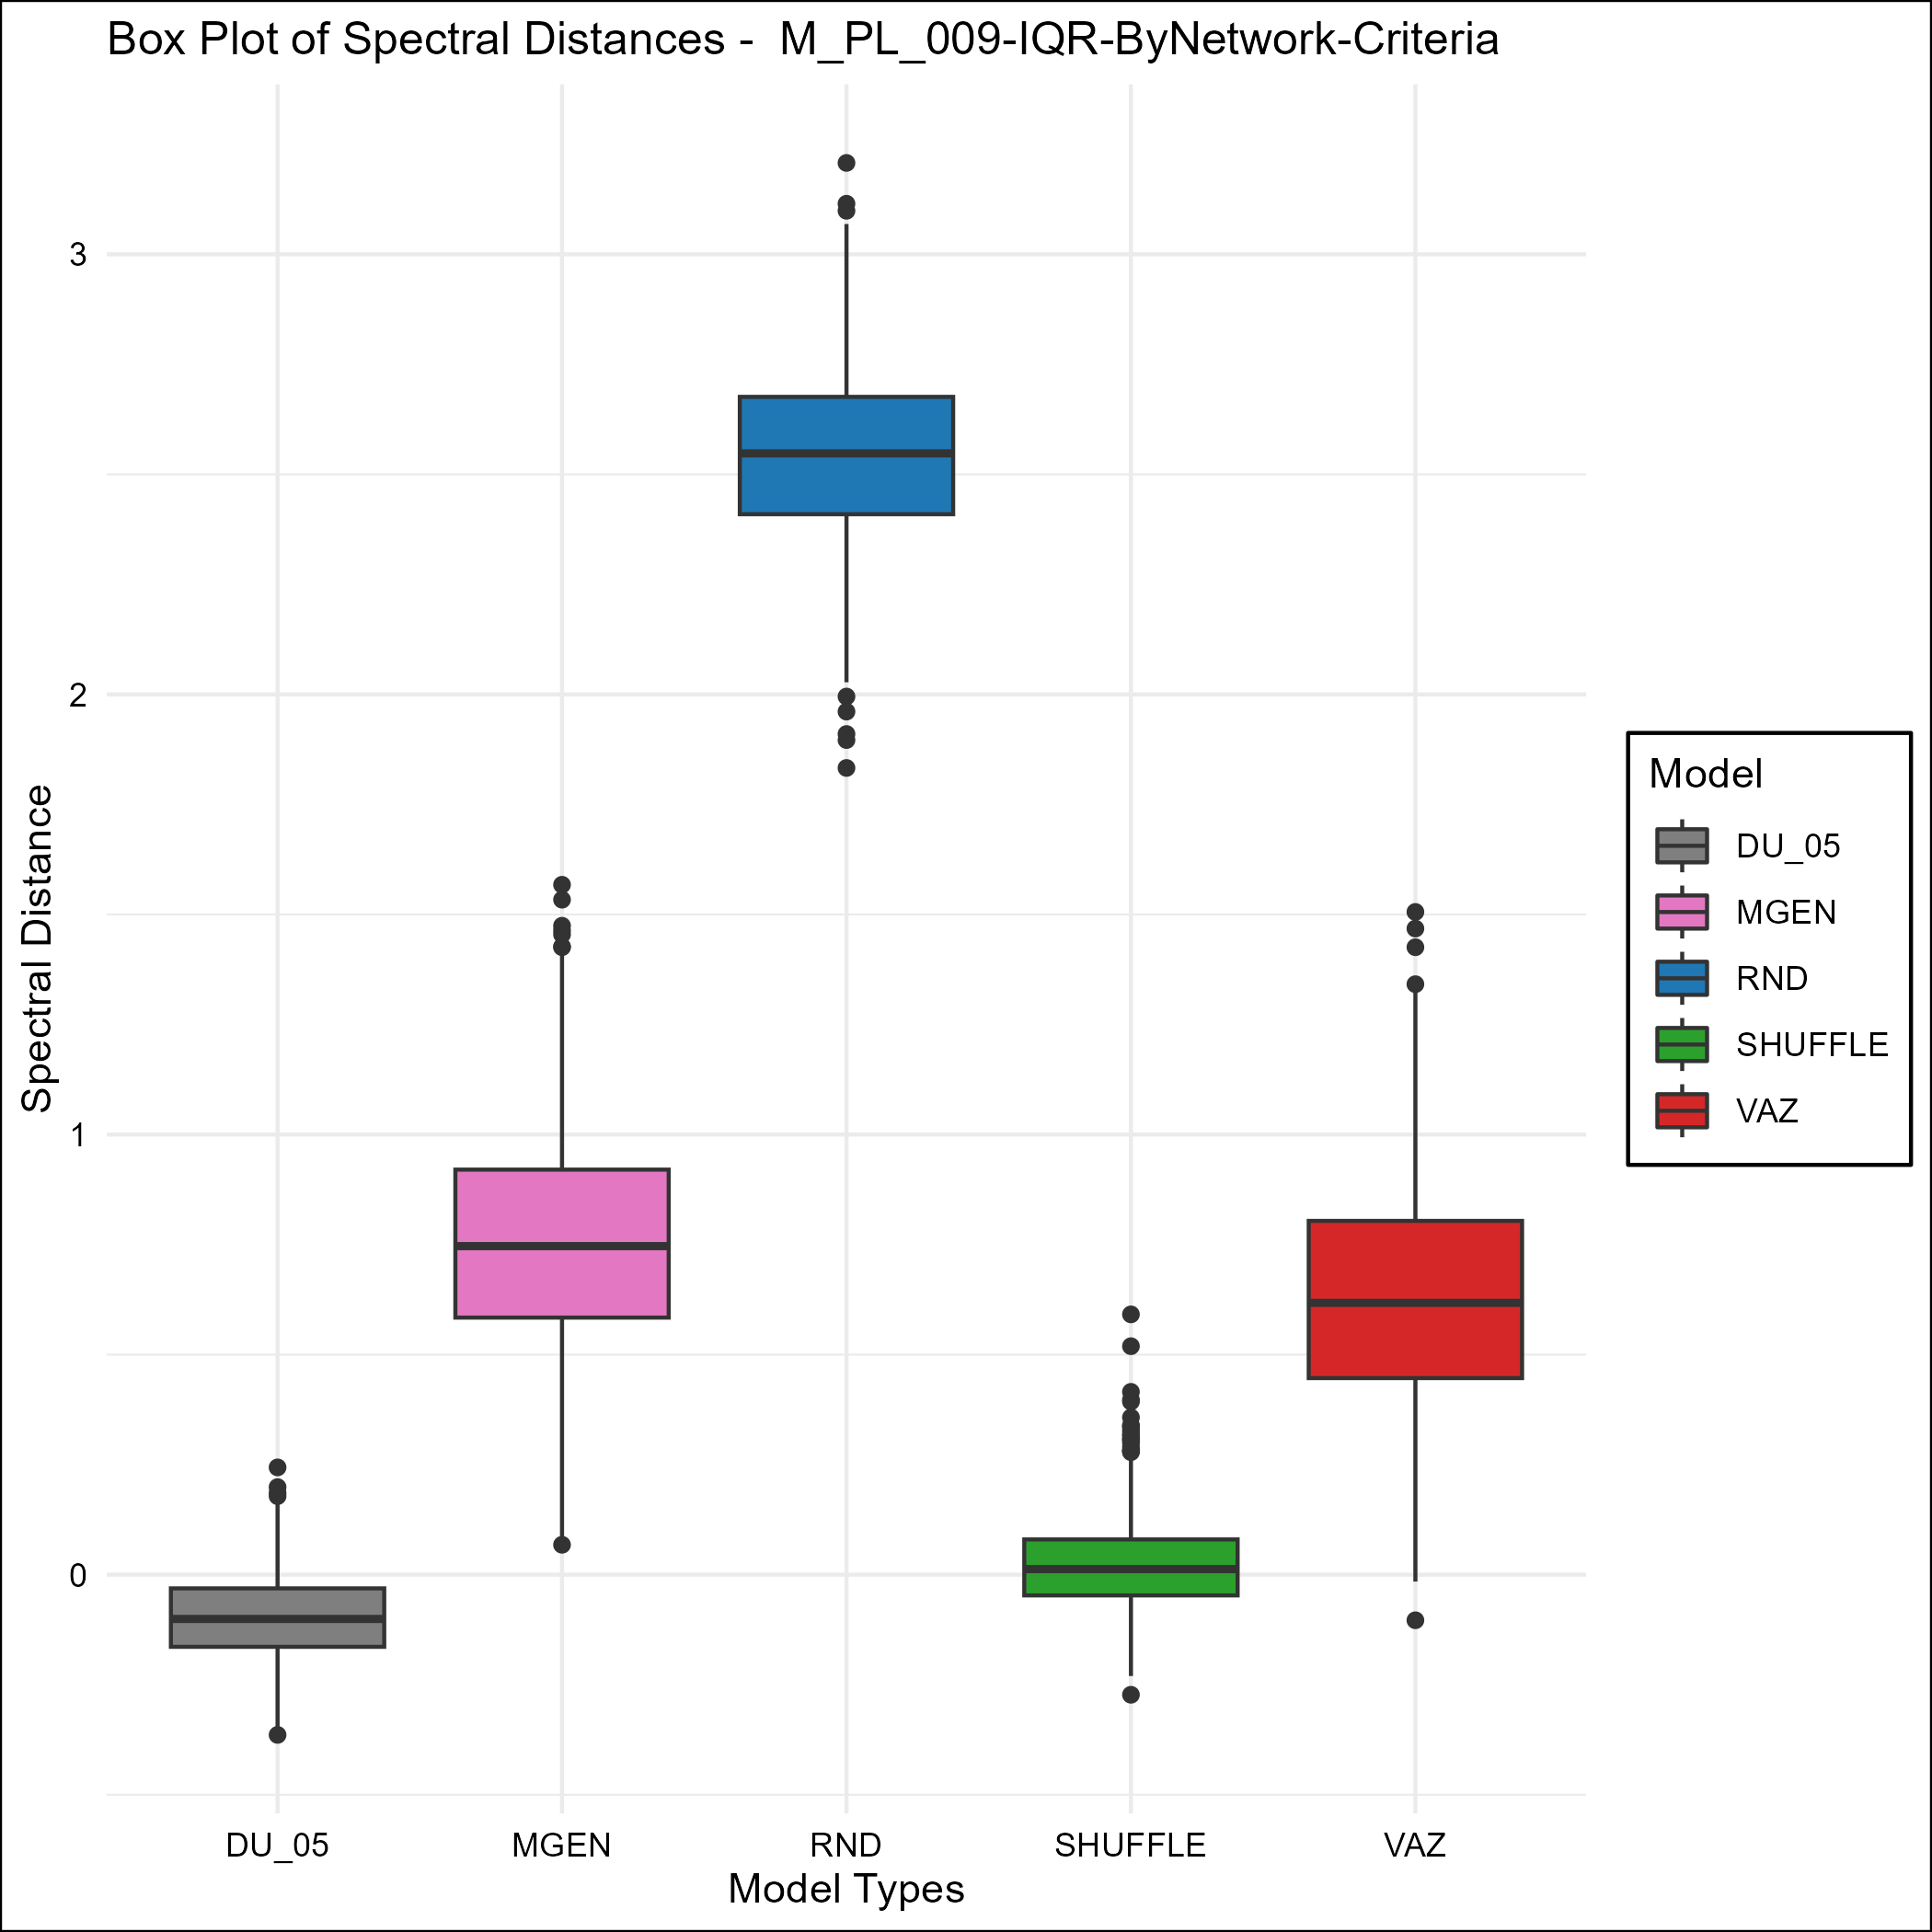 Box Plot of Spectral Distances -  M_PL_009-IQR-ByNetwork-Criteria
Spectral Distance
3
2
1
0
DU_05
MGEN
RND
SHUFFLE
VAZ
Model Types
Model
DU_05
MGEN
RND
SHUFFLE
VAZ